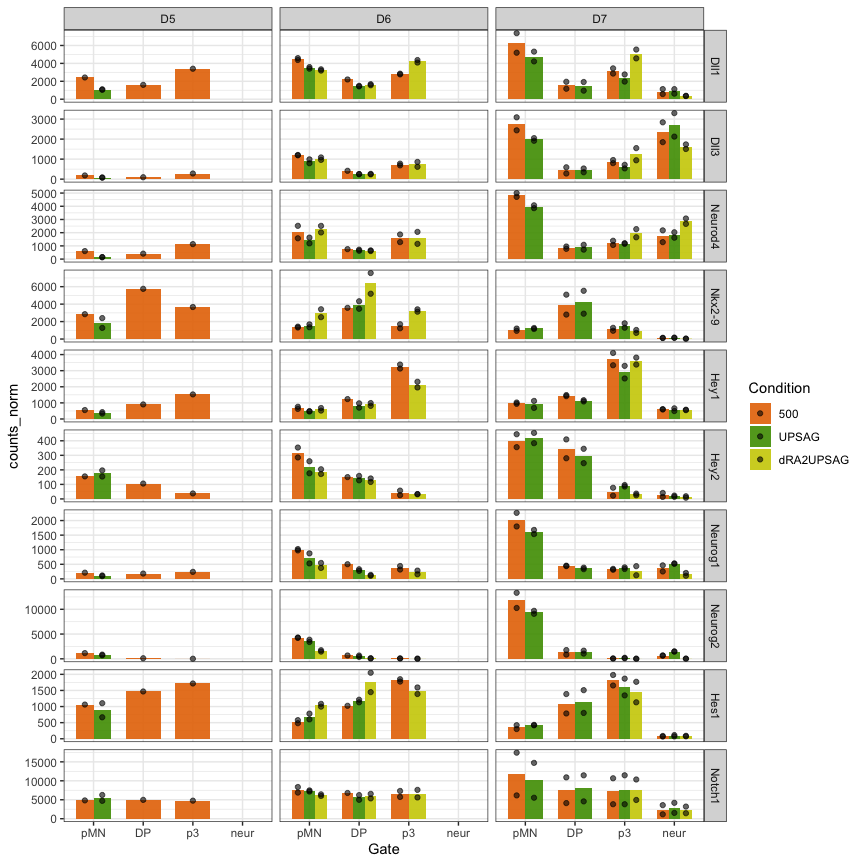 D5 D6 D7
6000
4000
2000
0
Dll1
3000
2000
1000
0
Dll3
5000
4000
3000
2000
1000
0
Neurod4
6000
4000
2000
0
Nkx2-9
4000
3000
2000
1000
0
Hey1
400
300
200
100
0
Hey2
2000
1500
1000
500
0
Neurog1
10000
5000
0
Neurog2
2000
1500
1000
500
0
Hes1
15000
10000
5000
0
Notch1
pMN DP p3 neur pMN DP p3 neur pMN DP p3 neur
Gate
counts_norm
Condition
500
UPSAG
dRA2UPSAG